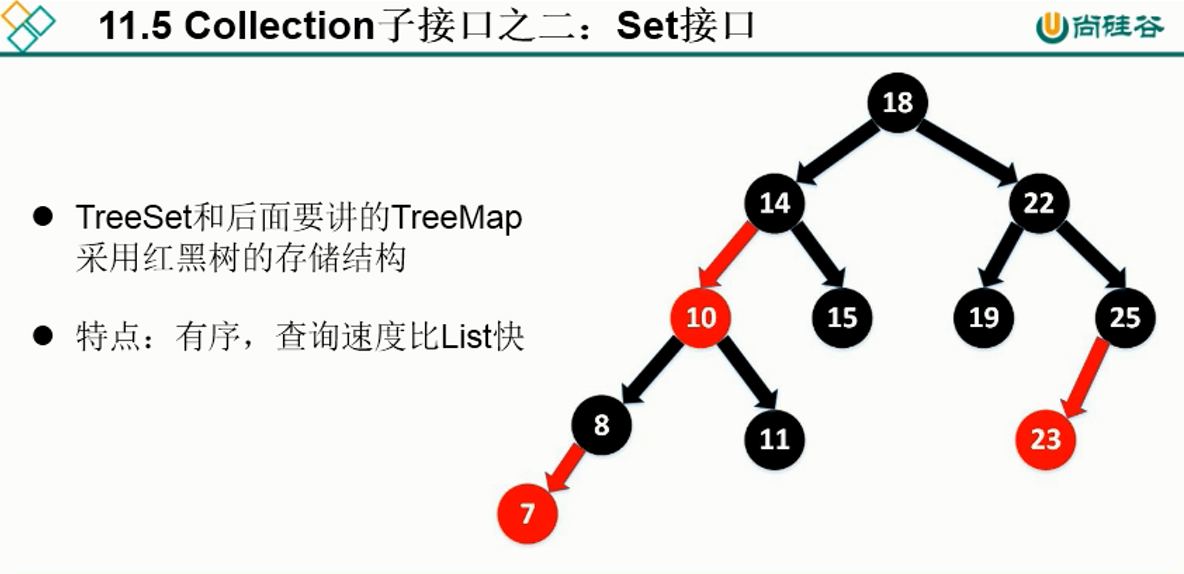 11.5 Collection子接口之二：Set接口
尚硅谷
TreeSet和后面要讲的TreeMap
采用红黑树的存储结构
特点：有序，查询速度比List快
18
14
22
10
15
19
25
8
11
23
7